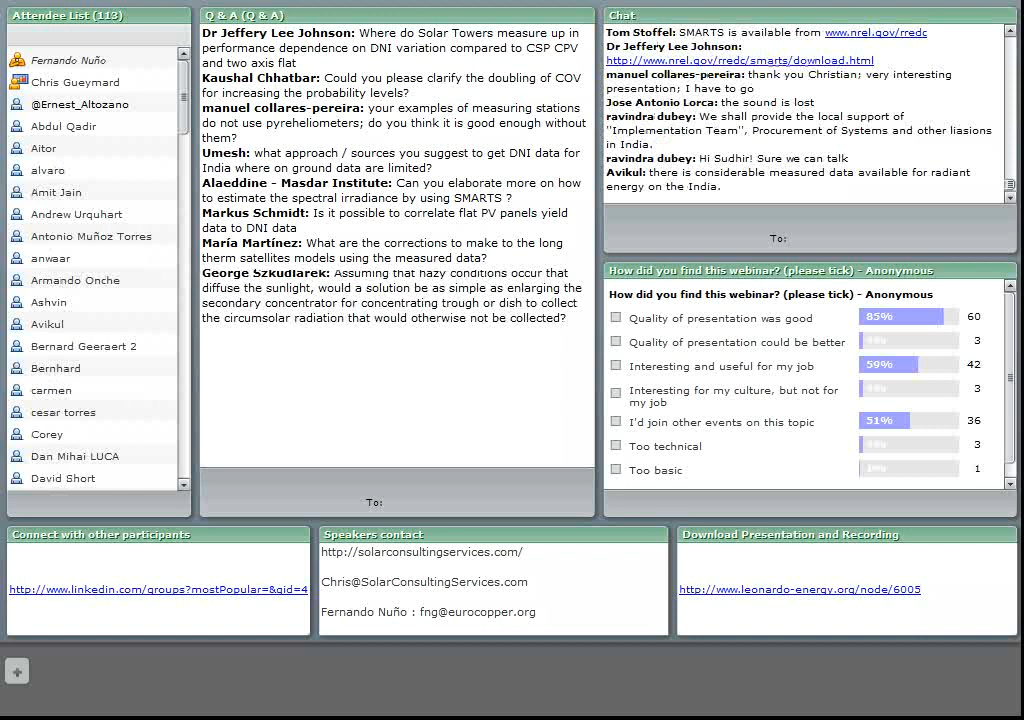 Attendee List (113)
Fernando Nuño
Chris Gueymard
@Ernest_Altozano
Abdul Qadir
Aitor
alvaro
Amit Jain
Andrew Urquhart
Antonio Muñoz Torres
anwaar
Armando Onche
Ashvin
Avikul
Bernard Geeraert 2
Bernhard
carmen
cesar torres
Corey
Dan Mihai LUCA
David Short
Q & A (Q & A)
Dr Jeffery Lee Johnson: Where do Solar Towers measure up in
performance dependence on DNI variation compared to CSP CPV
and two axis flat
Kaushal Chhatbar: Could you please clarify the doubling of COV
for increasing the probability levels?
manuel collares-pereira: your examples of measuring stations
do not use pyreheliometers; do you think it is good enough without
them?
Umesh: what approach / sources you suggest to get DNI data for
India where on ground data are limited?
Alaeddine - Masdar Institute: Can you elaborate more on how
to estimate the spectral irradiance by using SMARTS ?
Markus Schmidt: Is it possible to correlate flat PV panels yield
data to DNI data
María Martínez: What are the corrections to make to the long
therm satellites models using the measured data?
George Szkudlarek: Assuming that hazy conditions occur that
diffuse the sunlight, would a solution be as simple as enlarging the
secondary concentrator for concentrating trough or dish to collect
the circumsolar radiation that would otherwise not be collected?
To:
Chat
Tom Stoffel: SMARTS is available from www.nrel.gov/rredc
Dr Jeffery Lee Johnson:
http://www.nrel.gov/rredc/smarts/download.html
manuel collares-pereira: thank you Christian; very interesting
presentation; I have to go
Jose Antonio Lorca: the sound is lost
ravindra dubey: We shall provide the local support of
"Implementation Team", Procurement of Systems and other liasions
in India.
ravindra dubey: Hi Sudhir! Sure we can talk
Avikul: there is considerable measured data available for radiant
energy on the India.
To:
How did you find this webinar? (please tick) - Anonymous
How did you find this webinar? (please tick) - Anonymous
Quality of presentation was good 85% 60
Quality of presentation could be better 3
Interesting and useful for my job 59% 42
Interesting for my culture, but not for
my job 3
I'd join other events on this topic 51% 36
Too technical 3
Too basic 1
Connect with other participants
http://www.linkedin.com/groups?mostPopular=&gid=4
Speakers contact
http://solarconsultingservices.com/
Chris@SolarConsultingServices.com
Fernando Nuño : fng@eurocopper.org
Download Presentation and Recording
http://www.leonardo-energy.org/node/6005